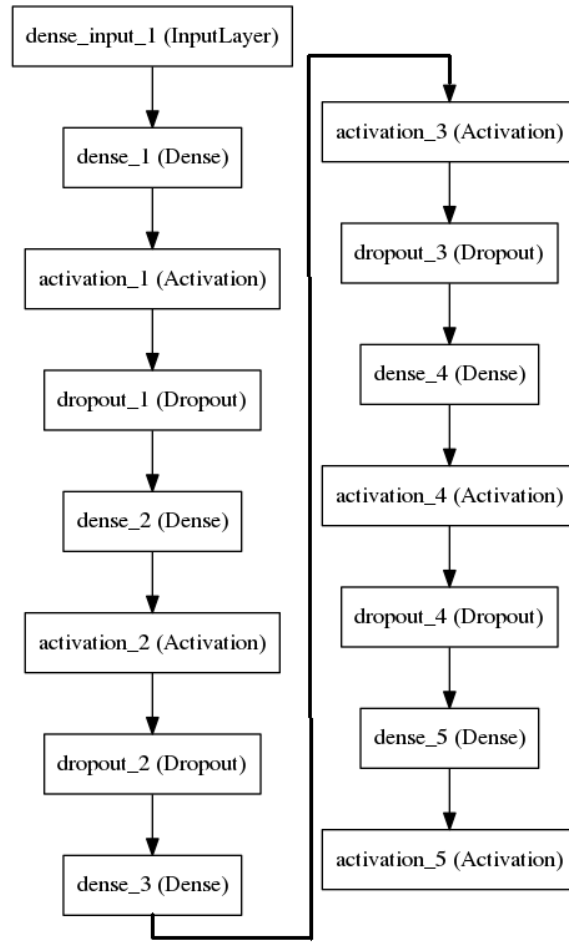 dense_input_1 (InputLayer)
dense_1 (Dense)
activation_1 (Activation)
dropout_1 (Dropout)
dense_2 (Dense)
activation_2 (Activation)
dropout_2 (Dropout)
dense_3 (Dense)
activation_3 (Activation)
dropout_3 (Dropout)
dense_4 (Dense)
activation_4 (Activation)
dropout_4 (Dropout)
dense_5 (Dense)
activation_5 (Activation)